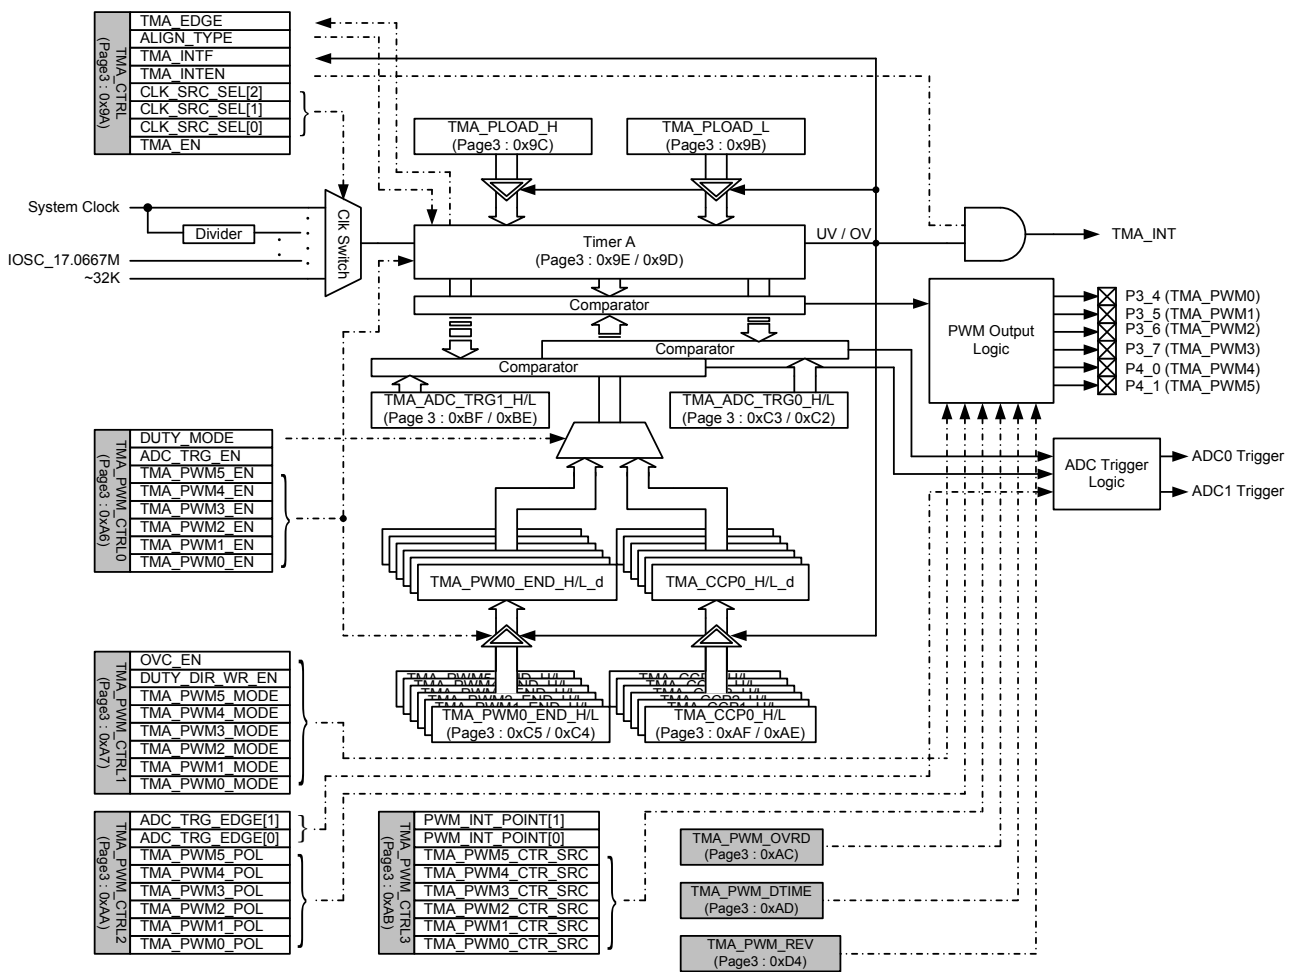 TMA_CTRL
(Page3 : 0x9A)
TMA_EDGE
ALIGN_TYPE
TMA_INTF
TMA_INTEN
CLK_SRC_SEL[2]
CLK_SRC_SEL[1]
CLK_SRC_SEL[0]
TMA_EN
TMA_PLOAD_H
(Page3 : 0x9C)
TMA_PLOAD_L
(Page3 : 0x9B)
System Clock
Divider
IOSC_17.0667M
~32K
Clk Switch
Timer A
(Page3 : 0x9E / 0x9D)
UV / OV
TMA_INT
Comparator
Comparator
Comparator
PWM Output
Logic
P3_4 (TMA_PWM0)
P3_5 (TMA_PWM1)
P3_6 (TMA_PWM2)
P3_7 (TMA_PWM3)
P4_0 (TMA_PWM4)
P4_1 (TMA_PWM5)
TMA_ADC_TRG1_H/L
(Page 3 : 0xBF / 0xBE)
TMA_ADC_TRG0_H/L
(Page 3 : 0xC3 / 0xC2)
TMA_PWM_CTRL0
(Page3 : 0xA6)
DUTY_MODE
ADC_TRG_EN
TMA_PWM5_EN
TMA_PWM4_EN
TMA_PWM3_EN
TMA_PWM2_EN
TMA_PWM1_EN
TMA_PWM0_EN
ADC Trigger
Logic
ADC0 Trigger
ADC1 Trigger
TMA_PWM0_END_H/L_d
TMA_CCP0_H/L_d
TMA_PWM0_END_H/L
(Page3 : 0xC5 / 0xC4)
TMA_CCP0_H/L
(Page3 : 0xAF / 0xAE)
TMA_PWM_CTRL1
(Page3 : 0xA7)
OVC_EN
DUTY_DIR_WR_EN
TMA_PWM5_MODE
TMA_PWM4_MODE
TMA_PWM3_MODE
TMA_PWM2_MODE
TMA_PWM1_MODE
TMA_PWM0_MODE
TMA_PWM_CTRL2
(Page3 : 0xAA)
ADC_TRG_EDGE[1]
ADC_TRG_EDGE[0]
TMA_PWM5_POL
TMA_PWM4_POL
TMA_PWM3_POL
TMA_PWM2_POL
TMA_PWM1_POL
TMA_PWM0_POL
TMA_PWM_CTRL3
(Page3 : 0xAB)
PWM_INT_POINT[1]
PWM_INT_POINT[0]
TMA_PWM5_CTR_SRC
TMA_PWM4_CTR_SRC
TMA_PWM3_CTR_SRC
TMA_PWM2_CTR_SRC
TMA_PWM1_CTR_SRC
TMA_PWM0_CTR_SRC
TMA_PWM_OVRD
(Page3 : 0xAC)
TMA_PWM_DTIME
(Page3 : 0xAD)
TMA_PWM_REV
(Page3 : 0xD4)